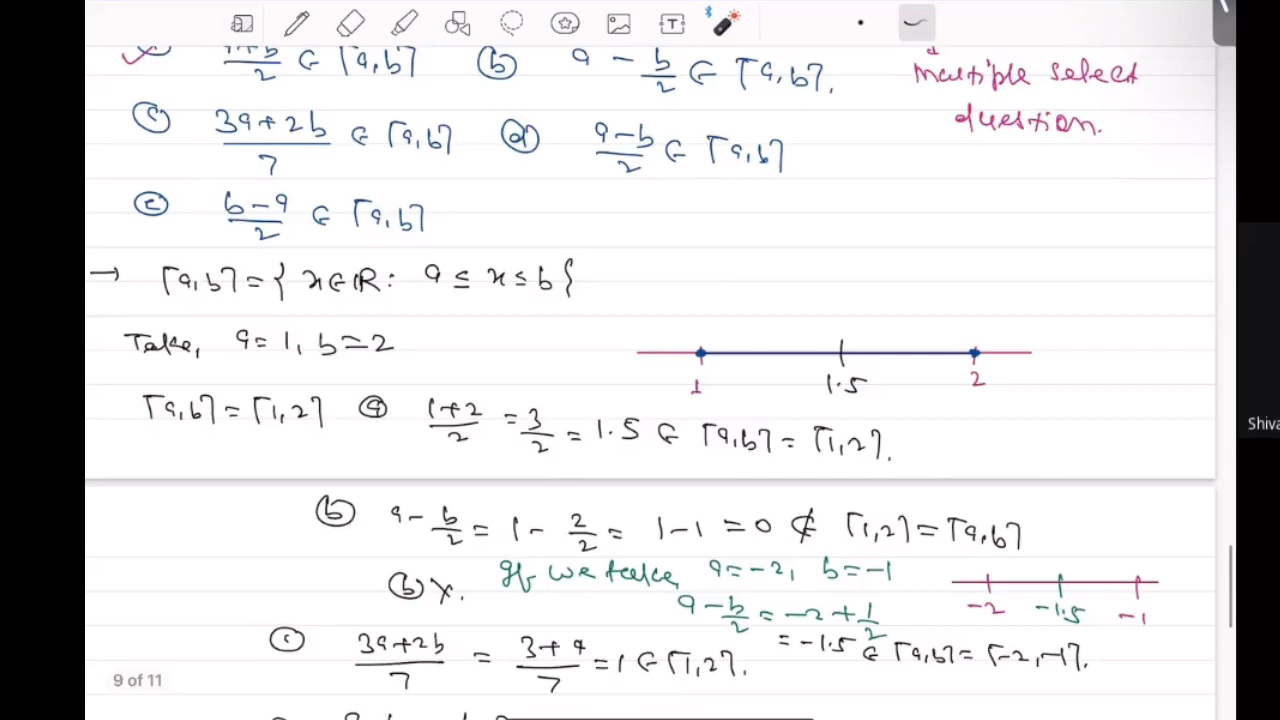 a+b/2 ∈ [a,b] (b) a - b/2 ∈ [a,b].
multiple select
question.
(c) 3a+2b/7 ∈ [a,b] (d) a-b/2 ∈ [a,b]
(e) b-a/2 ∈ [a,b]
→ [a,b] = { x∈ℝ: a ≤ x ≤ b }
Take, a=1, b=2
1 1.5 2
[a,b] = [1,2] (a) 1+2/2 = 3/2 = 1.5 ∈ [a,b] = [1,2].
Shiva
(b) a - b/2 = 1 - 2/2 = 1-1 = 0 ∉ [1,2] = [a,b]
(b) x. If we take, a=-2, b=-1
-2 -1.5 -1
a - b/2 = -2 + 1/2
= -1.5 ∈ [a,b] = [-2,-1].
(c) 3a+2b/7 = 3+4/7 = 1 ∈ [1,2].
9 of 11